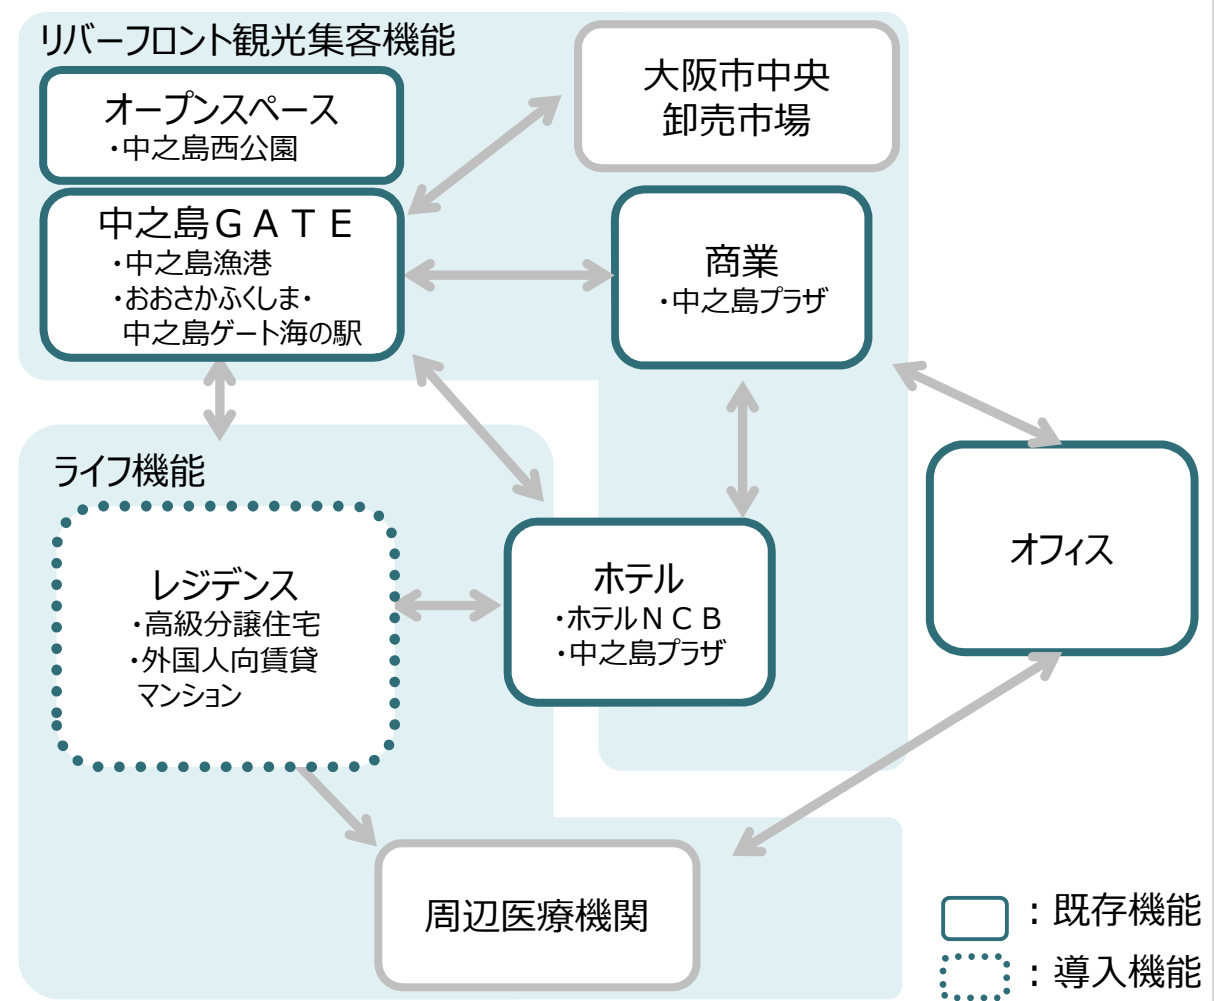 リバーフロント観光集客機能
オープンスペース
・中之島西公園
大阪市中央
卸売市場
中之島ＧＡＴＥ
・中之島漁港
・おおさかふくしま・
中之島ゲート海の駅
商業
・中之島プラザ
ライフ機能
レジデンス
・高級分譲住宅
・外国人向賃貸
マンション
ホテル
・ホテルＮＣＢ
・中之島プラザ
オフィス
周辺医療機関
：既存機能
：導入機能